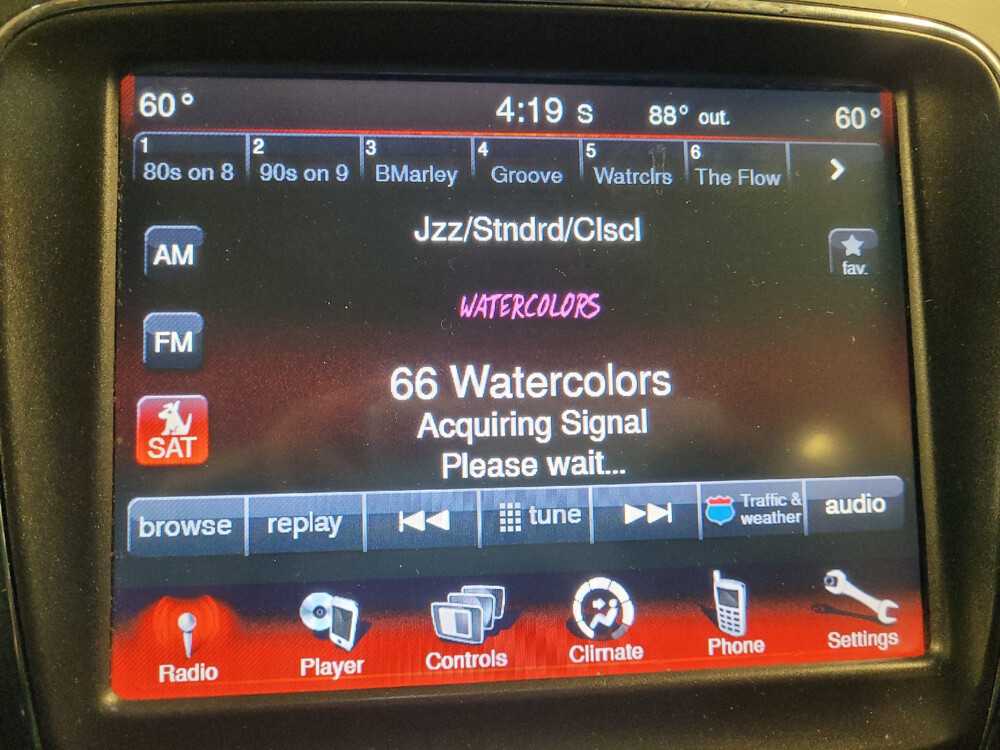 60° 4:19 S 88° out. 60°
1 2 3 4 5 6
80s on 8 90s on 9 BMarley Groove Watrclrs The Flow
Jzz/Stndrd/Clscl
AM
fav.
WATERCOLORS
FM
66 Watercolors
Acquiring Signal
SAT
Please wait...
browse replay tune Traffic & weather audio
Radio Player Controls Climate Phone Settings